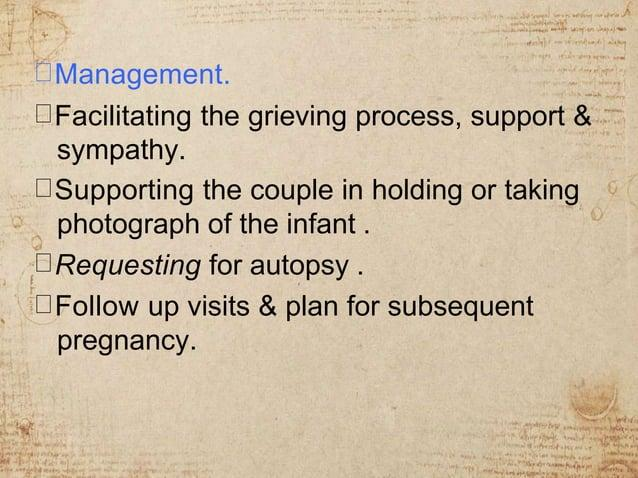 Management.
Facilitating the grieving process, support &
sympathy.
Supporting the couple in holding or taking
photograph of the infant .
Requesting for autopsy .
Follow up visits & plan for subsequent
pregnancy.